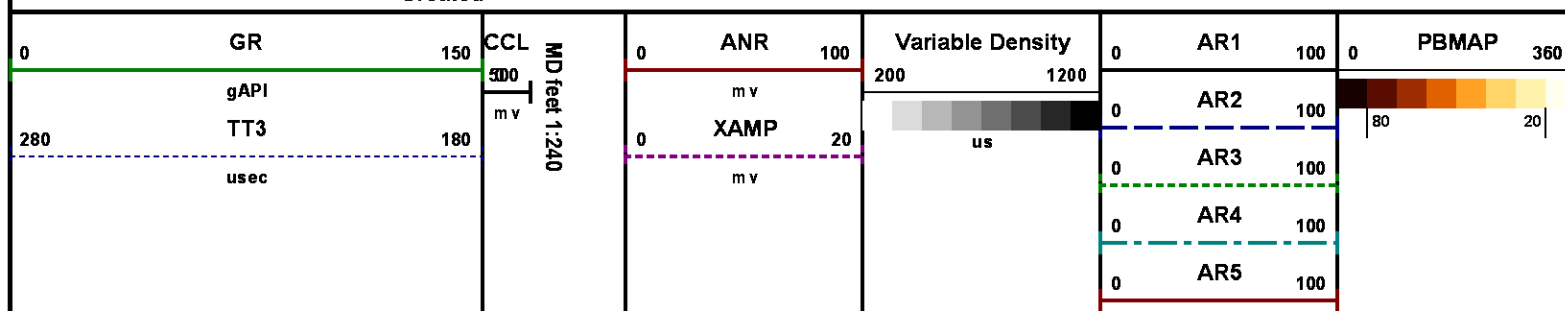 0 GR 150
gAPI
280 TT3 180
usec
CCL
mv
MD feet 1:240
0 ANR 100
mv
0 XAMP 20
mv
Variable Density
200 1200
us
0 AR1 100
0 AR2 100
0 AR3 100
0 AR4 100
0 AR5 100
0 PBMAP 360
80 20